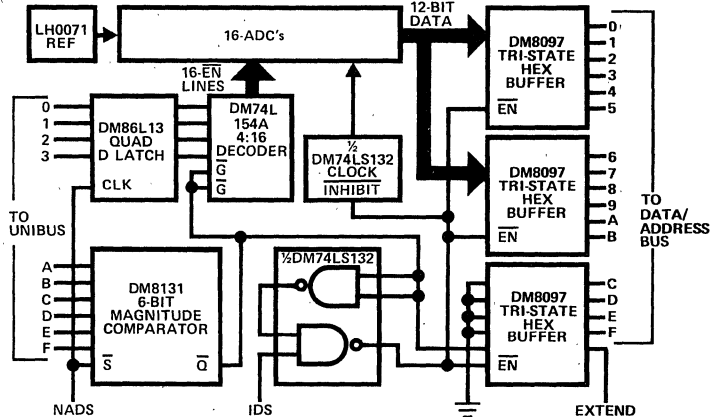 LH0071
REF
16-ADC's
12-BIT
DATA
DM8097
TRI-STATE
HEX
BUFFER
EN
0
1
2
3
4
5
16-EN
LINES
0
1
2
3
DM86L13
QUAD
D LATCH
CLK
DM74L
154A
4:16
DECODER
G
G
½
DM74LS132
CLOCK
INHIBIT
DM8097
TRI-STATE
HEX
BUFFER
EN
6
7
8
9
A
B
TO
DATA/
ADDRESS
BUS
TO
UNIBUS
A
B
C
D
E
F
DM8131
6-BIT
MAGNITUDE
COMPARATOR
S
Q
½DM74LS132
DM8097
TRI-STATE
HEX
BUFFER
EN
C
D
E
F
NADS
IDS
EXTEND